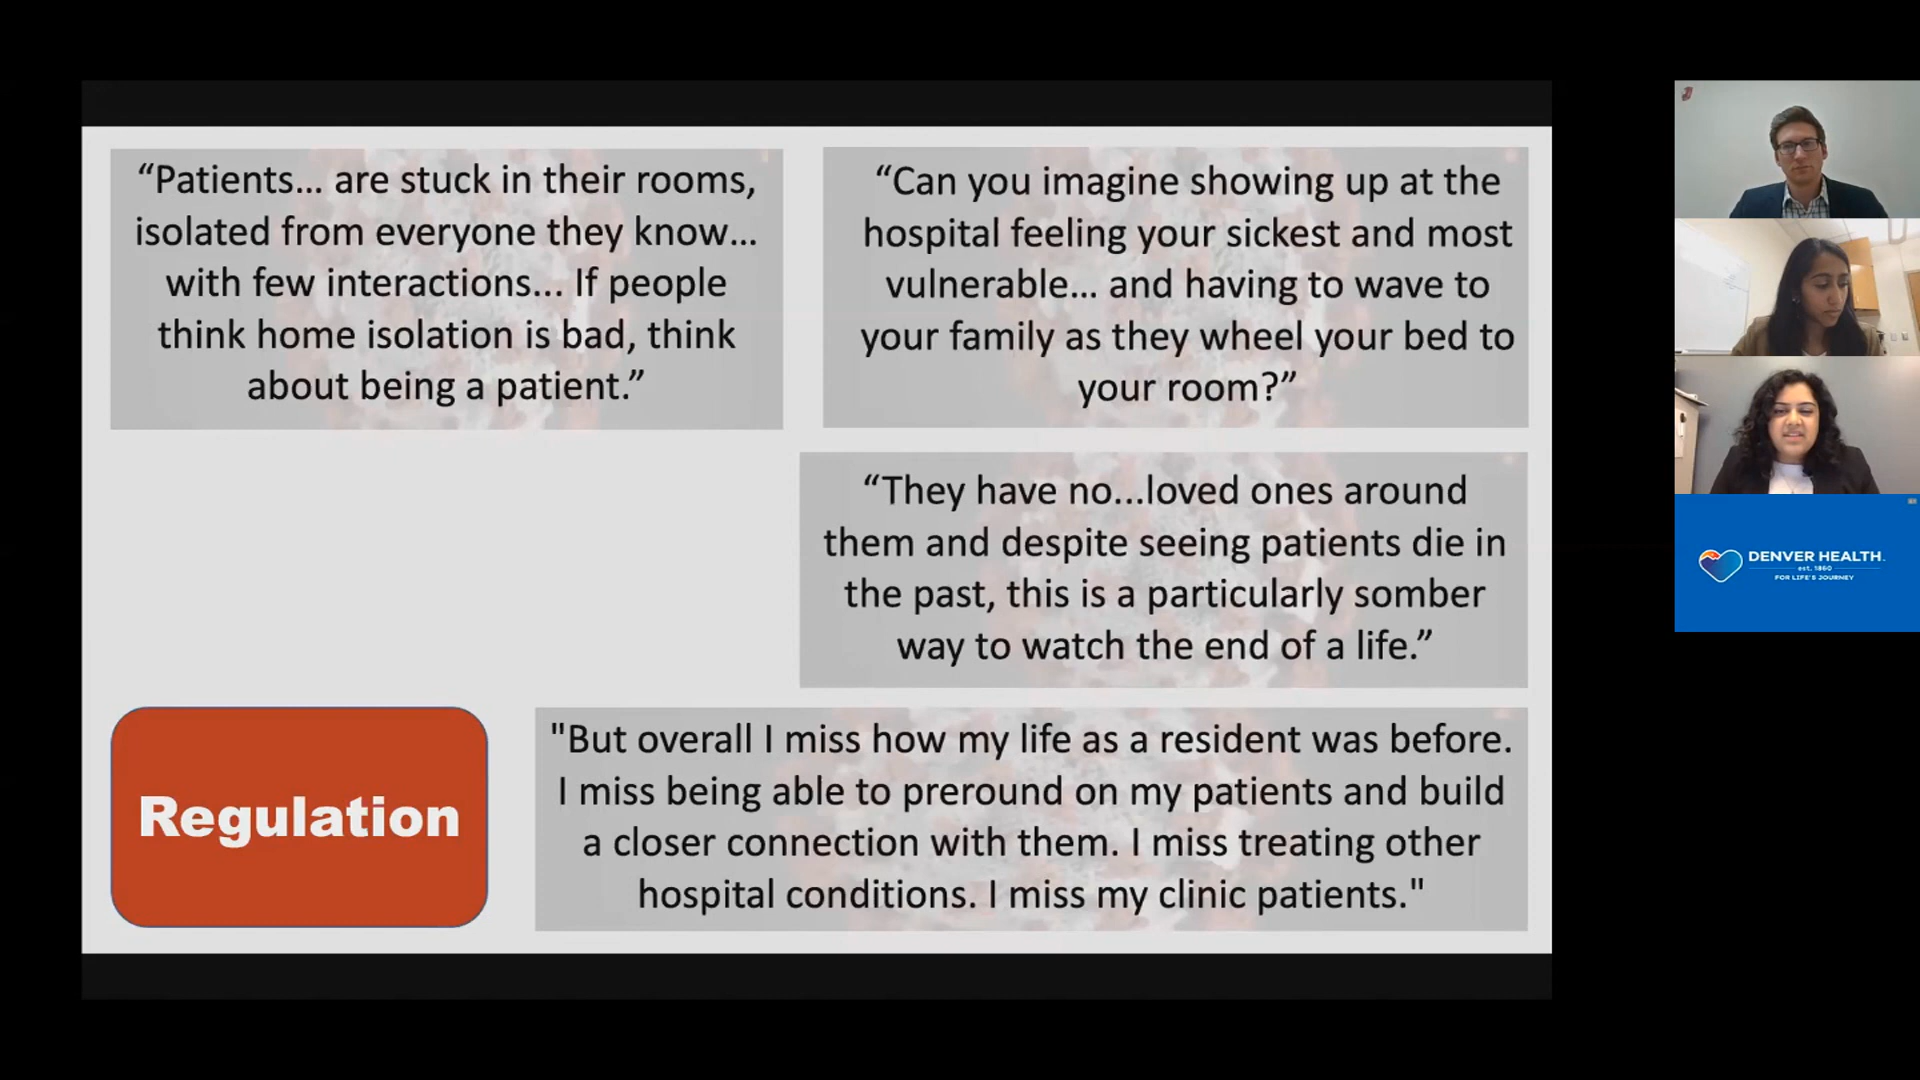 “Patients... are stuck in their rooms,
isolated from everyone they know...
with few interactions... If people
think home isolation is bad, think
about being a patient.”
“Can you imagine showing up at the
hospital feeling your sickest and most
vulnerable... and having to wave to
your family as they wheel your bed to
your room?”
“They have no...loved ones around
them and despite seeing patients die in
the past, this is a particularly somber
way to watch the end of a life.”
Regulation
"But overall I miss how my life as a resident was before.
I miss being able to preround on my patients and build
a closer connection with them. I miss treating other
hospital conditions. I miss my clinic patients."
DENVER HEALTH
est. 1860
FOR LIFE'S JOURNEY